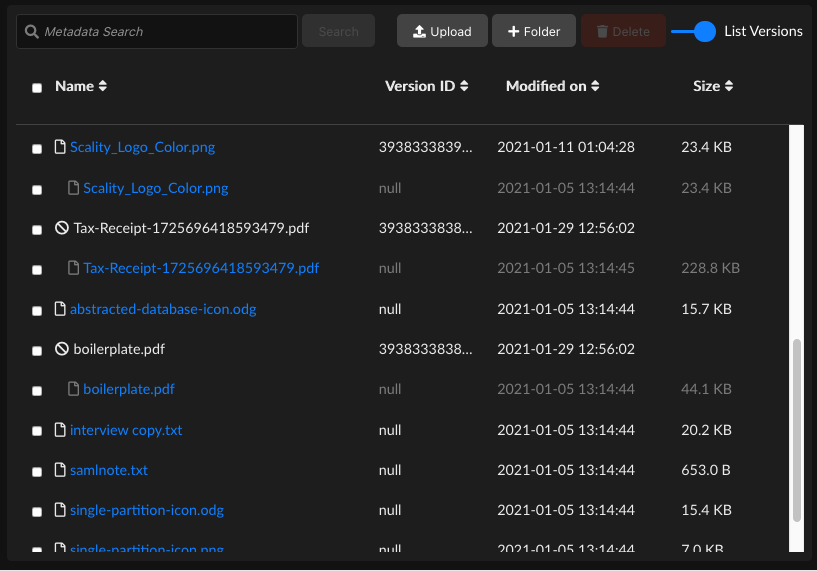 Metadata Search Search Upload Folder Delete List Versions
Name Version ID Modified on Size
Scality_Logo_Color.png 3938333839... 2021-01-11 01:04:28 23.4 KB
Scality_Logo_Color.png null 2021-01-05 13:14:44 23.4 KB
Tax-Receipt-1725696418593479.pdf 3938333838... 2021-01-29 12:56:02
Tax-Receipt-1725696418593479.pdf null 2021-01-05 13:14:45 228.8 KB
abstracted-database-icon.odg null 2021-01-05 13:14:44 15.7 KB
boilerplate.pdf 3938333838... 2021-01-29 12:56:02
boilerplate.pdf null 2021-01-05 13:14:44 44.1 KB
interview copy.txt null 2021-01-05 13:14:44 20.2 KB
samlnote.txt null 2021-01-05 13:14:44 653.0 B
single-partition-icon.odg null 2021-01-05 13:14:44 15.4 KB
single-partition-icon.png null 2021-01-05 13:14:44 7.0 KB